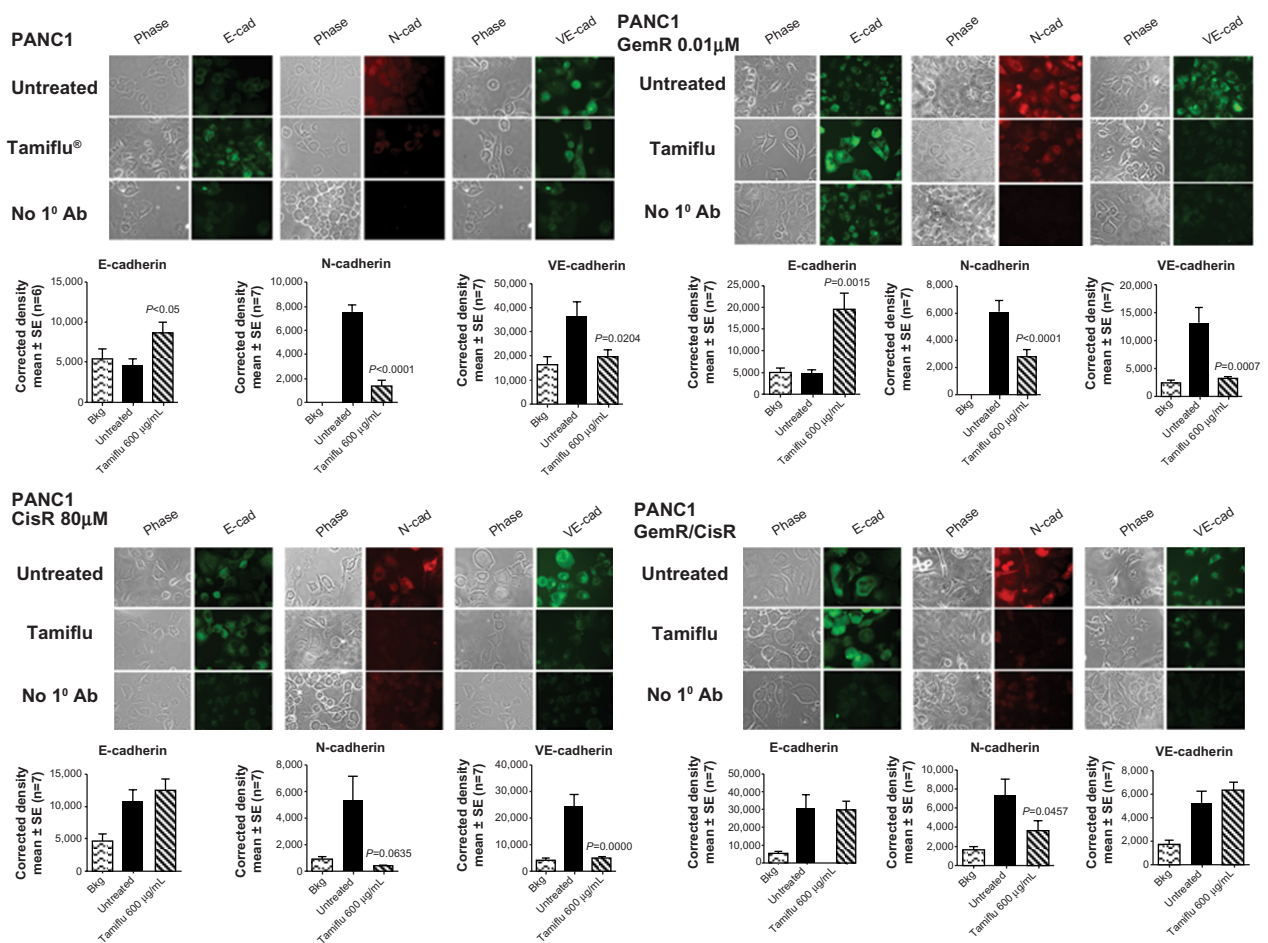 PANC1
Phase E-cad Phase N-cad Phase VE-cad
Untreated
Tamiflu®
No 1⁰ Ab
E-cadherin
Corrected density
mean ± SE (n=6)
15,000
10,000
5,000
0
P<0.05
Bkg
Untreated
Tamiflu 600 µg/mL
N-cadherin
Corrected density
mean ± SE (n=7)
10,000
8,000
6,000
4,000
2,000
0
P<0.0001
Bkg
Untreated
Tamiflu 600 µg/mL
VE-cadherin
Corrected density
mean ± SE (n=7)
50,000
40,000
30,000
20,000
10,000
0
P=0.0204
Bkg
Untreated
Tamiflu 600 µg/mL
PANC1
GemR 0.01µM
Phase E-cad Phase N-cad Phase VE-cad
Untreated
Tamiflu
No 1⁰ Ab
E-cadherin
Corrected density
mean ± SE (n=7)
25,000
20,000
15,000
10,000
5,000
0
P=0.0015
Bkg
Untreated
Tamiflu 600 µg/mL
N-cadherin
Corrected density
mean ± SE (n=7)
8,000
6,000
4,000
2,000
0
P<0.0001
Bkg
Untreated
Tamiflu 600 µg/mL
VE-cadherin
Corrected density
mean ± SE (n=7)
20,000
15,000
10,000
5,000
0
P=0.0007
Bkg
Untreated
Tamiflu 600 µg/mL
PANC1
CisR 80µM
Phase E-cad Phase N-cad Phase VE-cad
Untreated
Tamiflu
No 1⁰ Ab
E-cadherin
Corrected density
mean ± SE (n=7)
15,000
10,000
5,000
0
Bkg
Untreated
Tamiflu 600 µg/mL
N-cadherin
Corrected density
mean ± SE (n=7)
8,000
6,000
4,000
2,000
0
P=0.0635
Bkg
Untreated
Tamiflu 600 µg/mL
VE-cadherin
Corrected density
mean ± SE (n=7)
40,000
30,000
20,000
10,000
0
P=0.0000
Bkg
Untreated
Tamiflu 600 µg/mL
PANC1
GemR/CisR
Phase E-cad Phase N-cad Phase VE-cad
Untreated
Tamiflu
No 1⁰ Ab
E-cadherin
Corrected density
mean ± SE (n=7)
50,000
40,000
30,000
20,000
10,000
0
Bkg
Untreated
Tamiflu 600 µg/mL
N-cadherin
Corrected density
mean ± SE (n=7)
10,000
8,000
6,000
4,000
2,000
0
P=0.0457
Bkg
Untreated
Tamiflu 600 µg/mL
VE-cadherin
Corrected density
mean ± SE (n=7)
8,000
6,000
4,000
2,000
0
Bkg
Untreated
Tamiflu 600 µg/mL